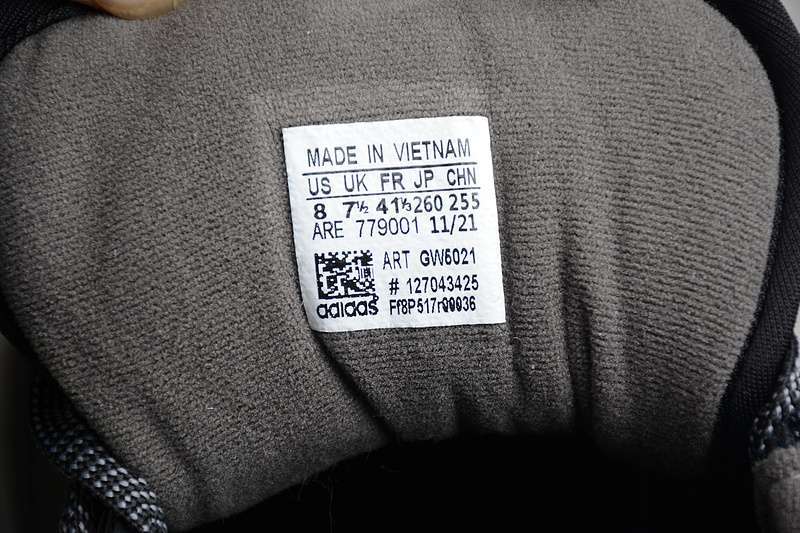 MADE IN VIETNAM
US UK FR JP CHN
8 7½ 41⅓ 260 255
ARE 779001 11/21
ART GW6021
# 127043425
adidas Ff8P517r00036